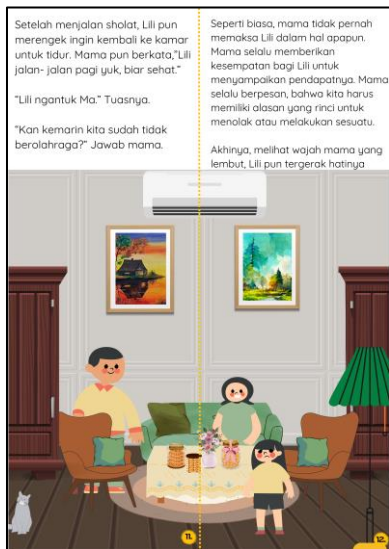 Setelah menjalan sholat, Lili pun
merengek ingin kembali ke kamar
untuk tidur. Mama pun berkata,"Lili
jalan- jalan pagi yuk, biar sehat."
"Lili ngantuk Ma." Tuasnya.
"Kan kemarin kita sudah tidak
berolahraga?" Jawab mama.
Seperti biasa, mama tidak pernah
memaksa Lili dalam hal apapun.
Mama selalu memberikan
kesempatan bagi Lili untuk
menyampaikan pendapatnya. Mama
selalu berpesan, bahwa kita harus
memiliki alasan yang rinci untuk
menolak atau melakukan sesuatu.
Akhinya, melihat wajah mama yang
lembut, Lili pun tergerak hatinya
11.
12.